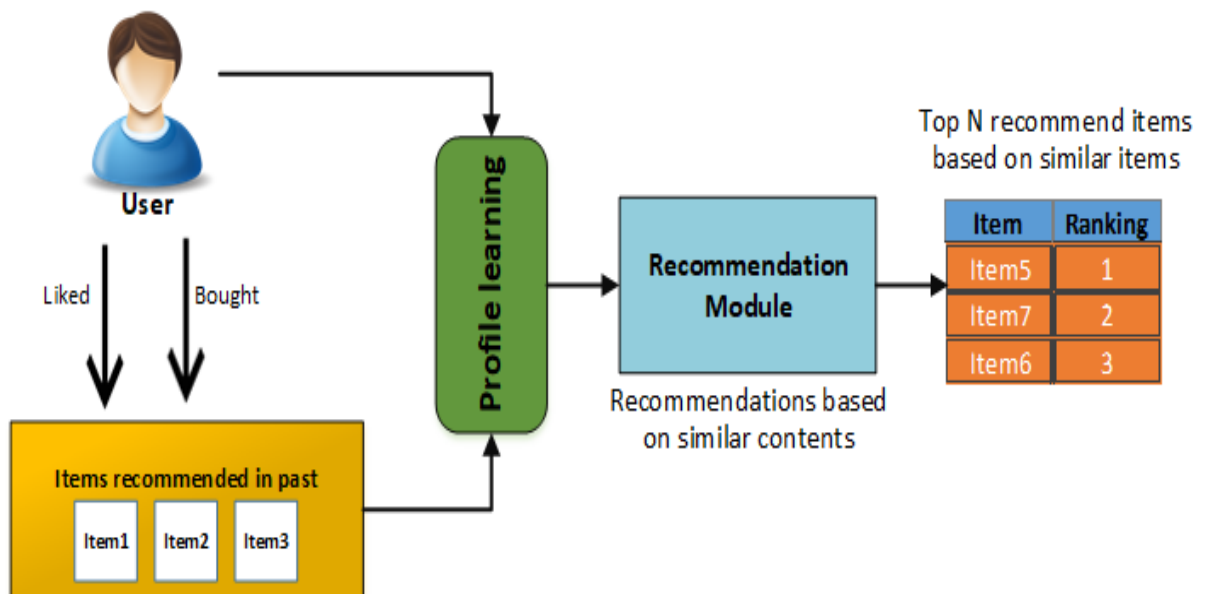 User
Liked
Bought
Items recommended in past
Item1 Item2 Item3
Profile learning
Recommendation
Module
Recommendations based
on similar contents
Top N recommend items
based on similar items
Item Ranking
Item5 1
Item7 2
Item6 3